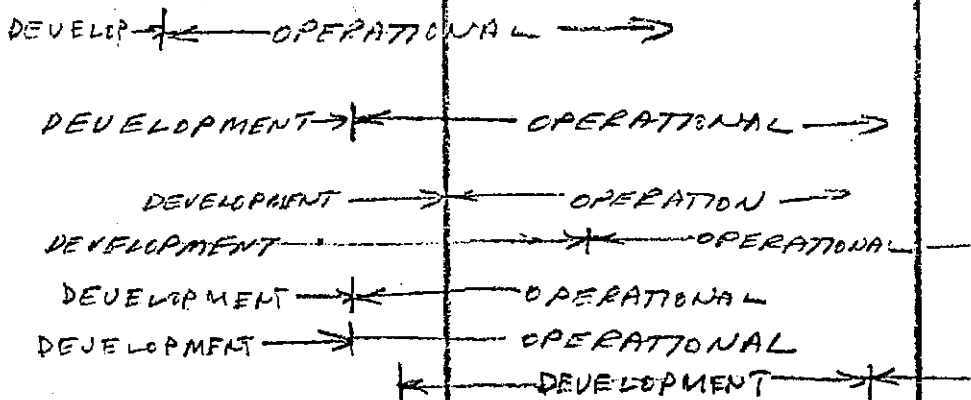 DEVELOP OPERATIONAL
DEVELOPMENT OPERATIONAL
DEVELOPMENT OPERATION
DEVELOPMENT OPERATIONAL
DEVELOPMENT OPERATIONAL
DEVELOPMENT OPERATIONAL
DEVELOPMENT